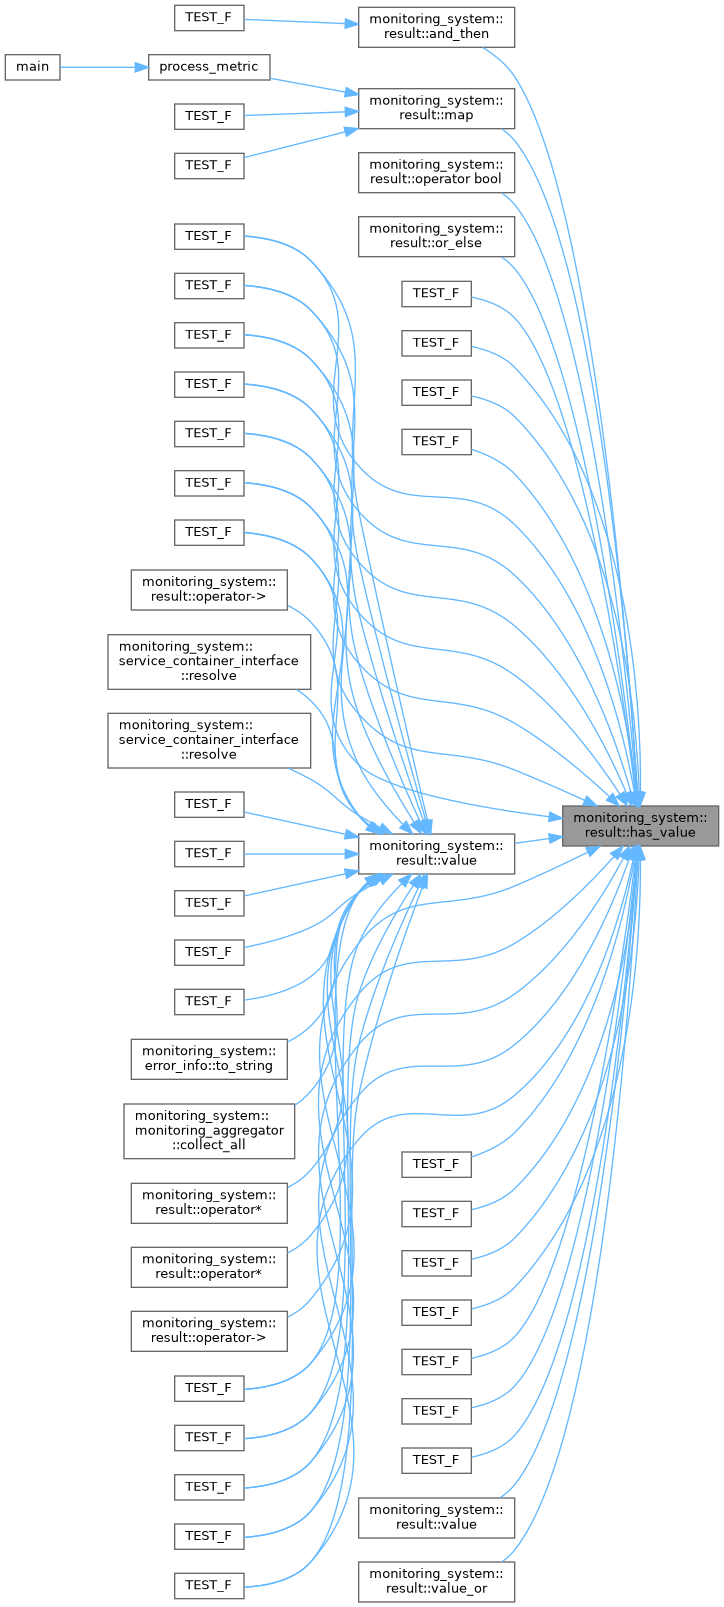 TEST_F
monitoring_system::
result::and_then
main
process_metric
monitoring_system::
result::map
TEST_F
TEST_F
monitoring_system::
result::operator bool
monitoring_system::
result::or_else
TEST_F
TEST_F
TEST_F
TEST_F
TEST_F
TEST_F
TEST_F
TEST_F
TEST_F
TEST_F
TEST_F
monitoring_system::
result::operator->
monitoring_system::
service_container_interface
::resolve
monitoring_system::
service_container_interface
::resolve
TEST_F
monitoring_system::
result::has_value
monitoring_system::
result::value
TEST_F
TEST_F
TEST_F
TEST_F
monitoring_system::
error_info::to_string
monitoring_system::
monitoring_aggregator
::collect_all
TEST_F
monitoring_system::
result::operator*
TEST_F
monitoring_system::
result::operator*
TEST_F
monitoring_system::
result::operator->
TEST_F
TEST_F
TEST_F
TEST_F
TEST_F
TEST_F
TEST_F
monitoring_system::
result::value
TEST_F
TEST_F
monitoring_system::
result::value_or